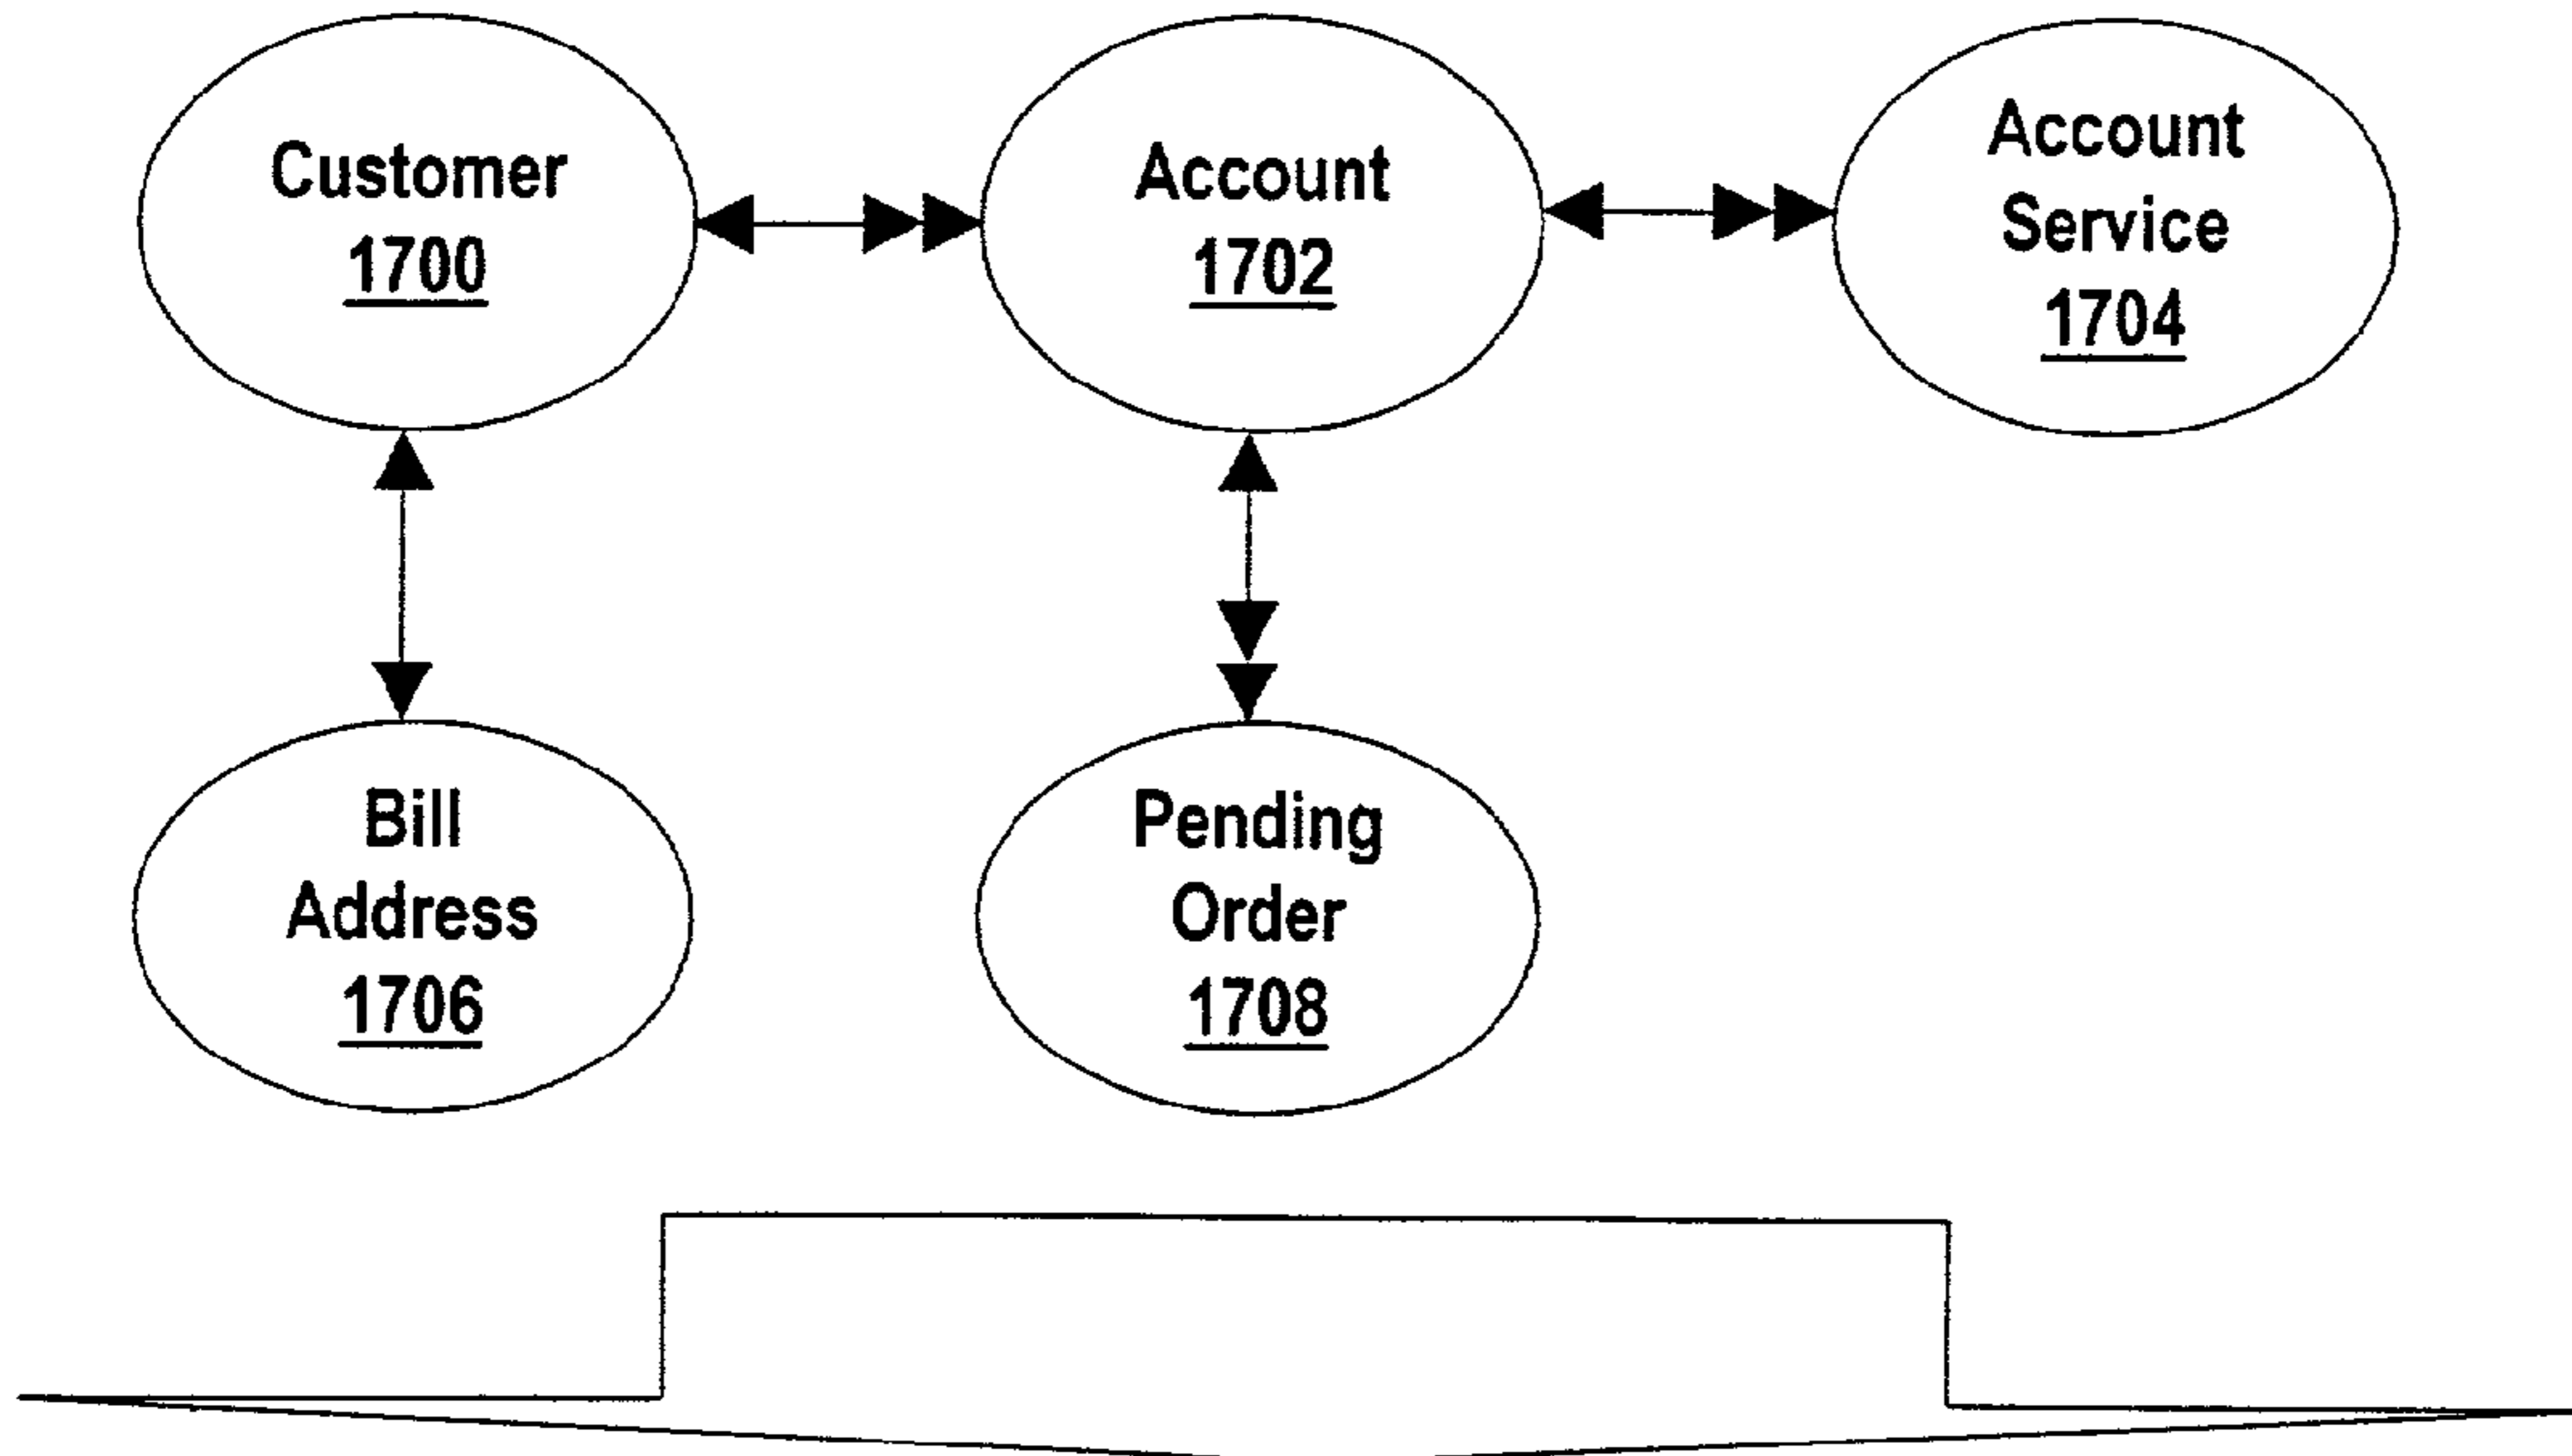 Customer
1700
Account
1702
Account
Service
1704
Bill
Address
1706
Pending
Order
1708